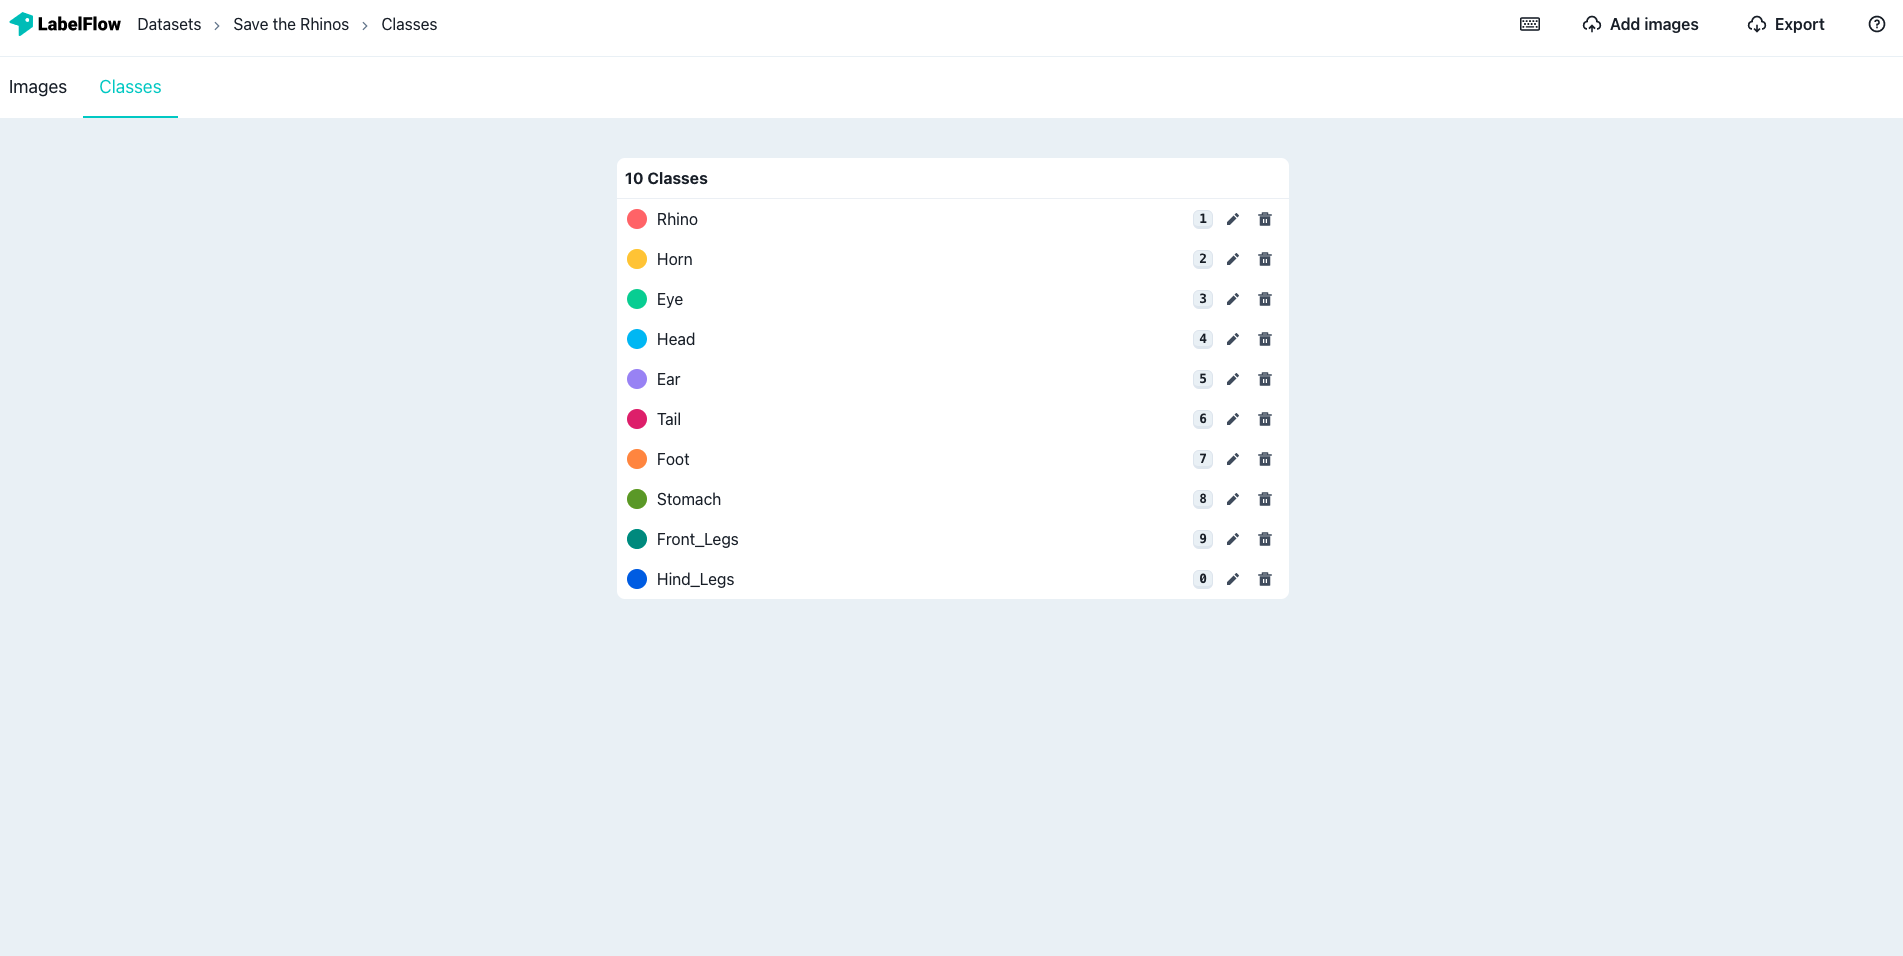 LabelFlow Datasets > Save the Rhinos > Classes Add images Export
Images Classes
10 Classes
Rhino 1
Horn 2
Eye 3
Head 4
Ear 5
Tail 6
Foot 7
Stomach 8
Front_Legs 9
Hind_Legs 0